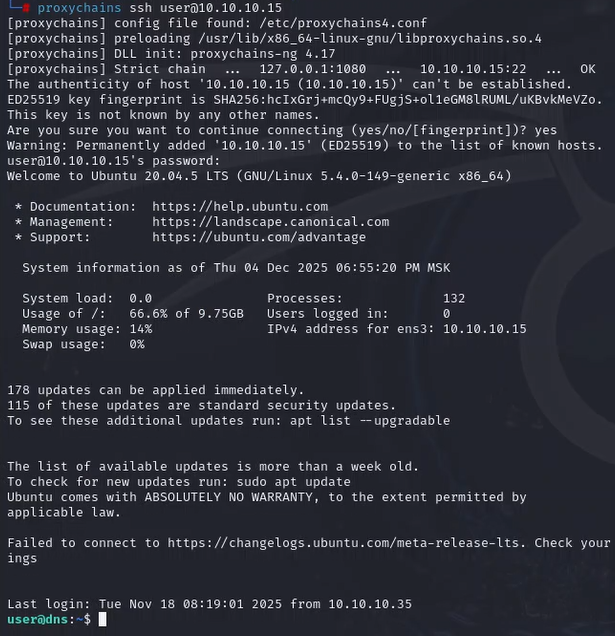 └─# proxychains ssh user@10.10.10.15
[proxychains] config file found: /etc/proxychains4.conf
[proxychains] preloading /usr/lib/x86_64-linux-gnu/libproxychains.so.4
[proxychains] DLL init: proxychains-ng 4.17
[proxychains] Strict chain  ...  127.0.0.1:1080  ...  10.10.10.15:22  ...  OK
The authenticity of host '10.10.10.15 (10.10.10.15)' can't be established.
ED25519 key fingerprint is SHA256:hcIxGrj+mcQy9+FUgjS+ol1eGM8lRUML/uKBvkMeVZo.
This key is not known by any other names.
Are you sure you want to continue connecting (yes/no/[fingerprint])? yes
Warning: Permanently added '10.10.10.15' (ED25519) to the list of known hosts.
user@10.10.10.15's password:
Welcome to Ubuntu 20.04.5 LTS (GNU/Linux 5.4.0-149-generic x86_64)
* Documentation:  https://help.ubuntu.com
* Management:     https://landscape.canonical.com
* Support:        https://ubuntu.com/advantage
System information as of Thu 04 Dec 2025 06:55:20 PM MSK
System load:  0.0               Processes:             132
Usage of /:   66.6% of 9.75GB   Users logged in:       0
Memory usage: 14%               IPv4 address for ens3: 10.10.10.15
Swap usage:   0%
178 updates can be applied immediately.
115 of these updates are standard security updates.
To see these additional updates run: apt list --upgradable
The list of available updates is more than a week old.
To check for new updates run: sudo apt update
Ubuntu comes with ABSOLUTELY NO WARRANTY, to the extent permitted by
applicable law.
Failed to connect to https://changelogs.ubuntu.com/meta-release-lts. Check your
ings
Last login: Tue Nov 18 08:19:01 2025 from 10.10.10.35
user@dns:~$